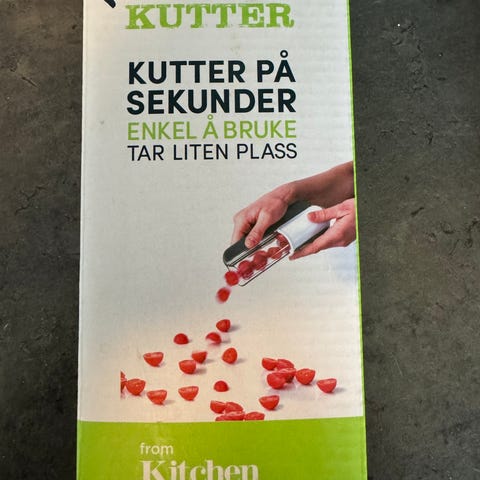 KUTTER
KUTTER PÅ
SEKUNDER
ENKEL Å BRUKE
TAR LITEN PLASS
from
Kitchen